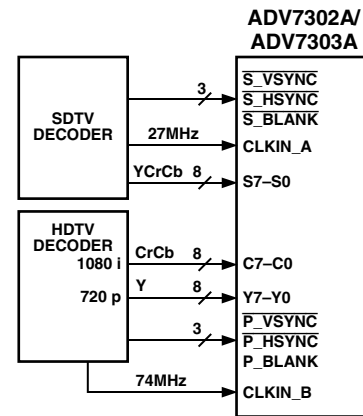 ADV7302A/
ADV7303A
SDTV
DECODER
3
S_VSYNC
S_HSYNC
S_BLANK
27MHz
CLKIN_A
YCrCb 8
S7–S0
HDTV
DECODER
1080 i
CrCb 8
C7–C0
720 p
Y 8
Y7–Y0
3
P_VSYNC
P_HSYNC
P_BLANK
74MHz
CLKIN_B